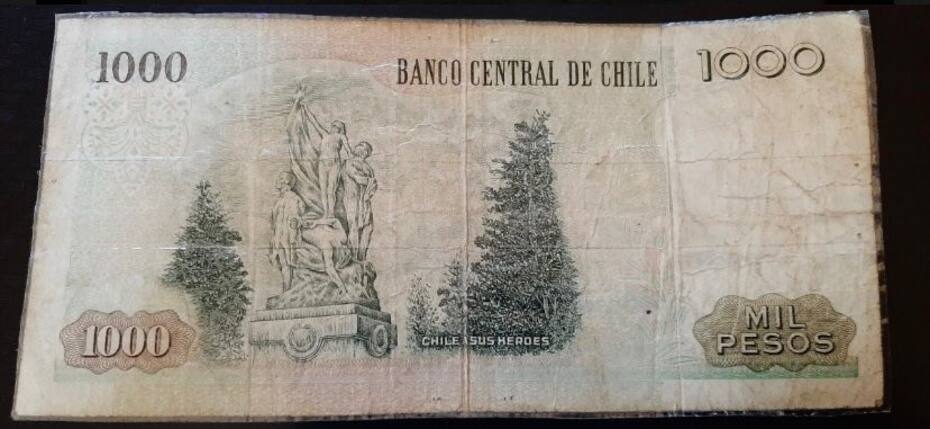 1000
BANCO CENTRAL DE CHILE
1000
CHILE A SUS HEROES
1000
MIL
PESOS